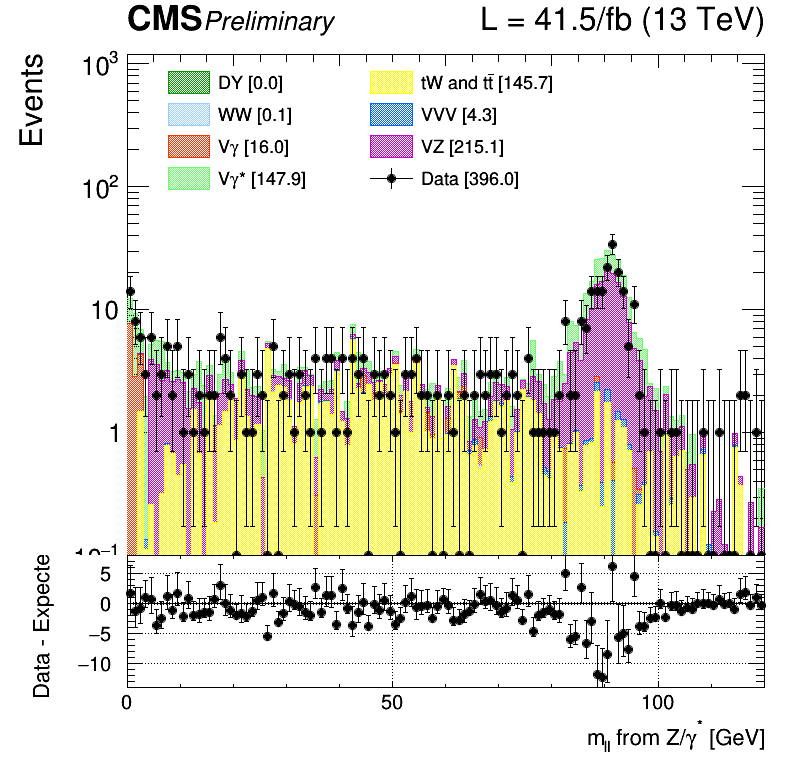 CMS Preliminary L = 41.5/fb (13 TeV)
Events
10³
10²
10
1
10⁻¹
DY [0.0]
WW [0.1]
Vγ [16.0]
Vγ* [147.9]
tW and tt̄ [145.7]
VVV [4.3]
VZ [215.1]
Data [396.0]
Data - Expecte
5
0
−5
−10
0 50 100
m_ll from Z/γ* [GeV]